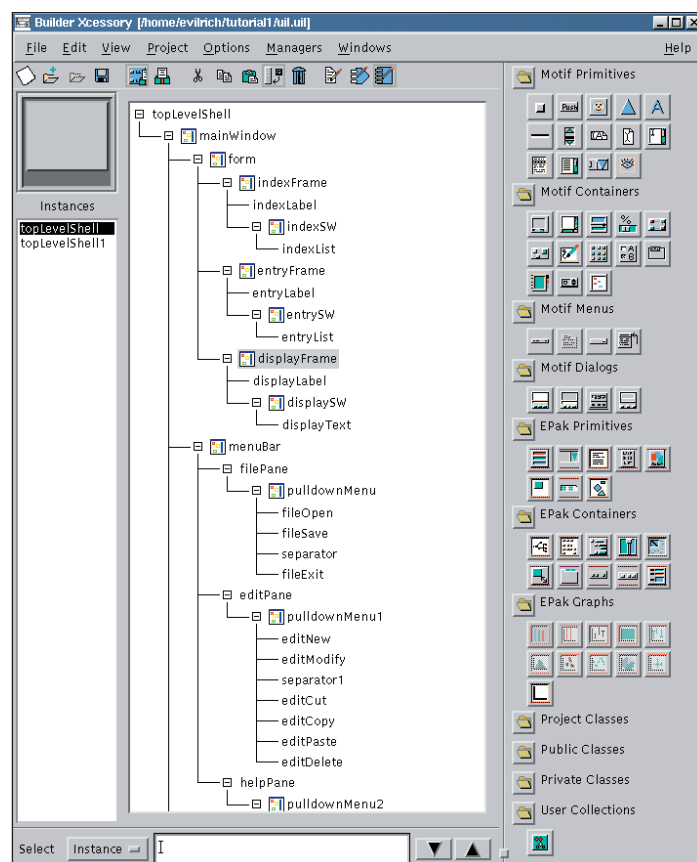 Builder Xcessory [/home/evilrich/tutorial1/uil.uil]
File Edit View Project Options Managers Windows Help
Instances
topLevelShell
topLevelShell1
topLevelShell
mainWindow
form
indexFrame
indexLabel
indexSW
indexList
entryFrame
entryLabel
entrySW
entryList
displayFrame
displayLabel
displaySW
displayText
menuBar
filePane
pulldownMenu
fileOpen
fileSave
separator
fileExit
editPane
pulldownMenu1
editNew
editModify
separator1
editCut
editCopy
editPaste
editDelete
helpPane
pulldownMenu2
Motif Primitives
Push
A
Motif Containers
Motif Menus
Motif Dialogs
EPak Primitives
EPak Containers
EPak Graphs
Project Classes
Public Classes
Private Classes
User Collections
Select Instance